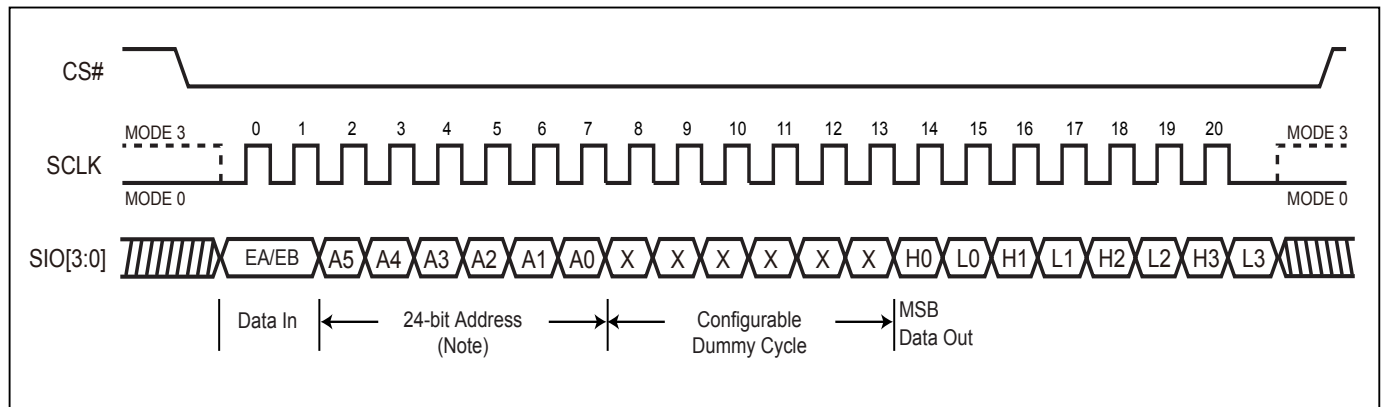 CS#
MODE 3 0 1 2 3 4 5 6 7 8 9 10 11 12 13 14 15 16 17 18 19 20 MODE 3
SCLK
MODE 0 MODE 0
SIO[3:0] EA/EB A5 A4 A3 A2 A1 A0 X X X X X X H0 L0 H1 L1 H2 L2 H3 L3
Data In 24-bit Address (Note) Configurable Dummy Cycle MSB Data Out